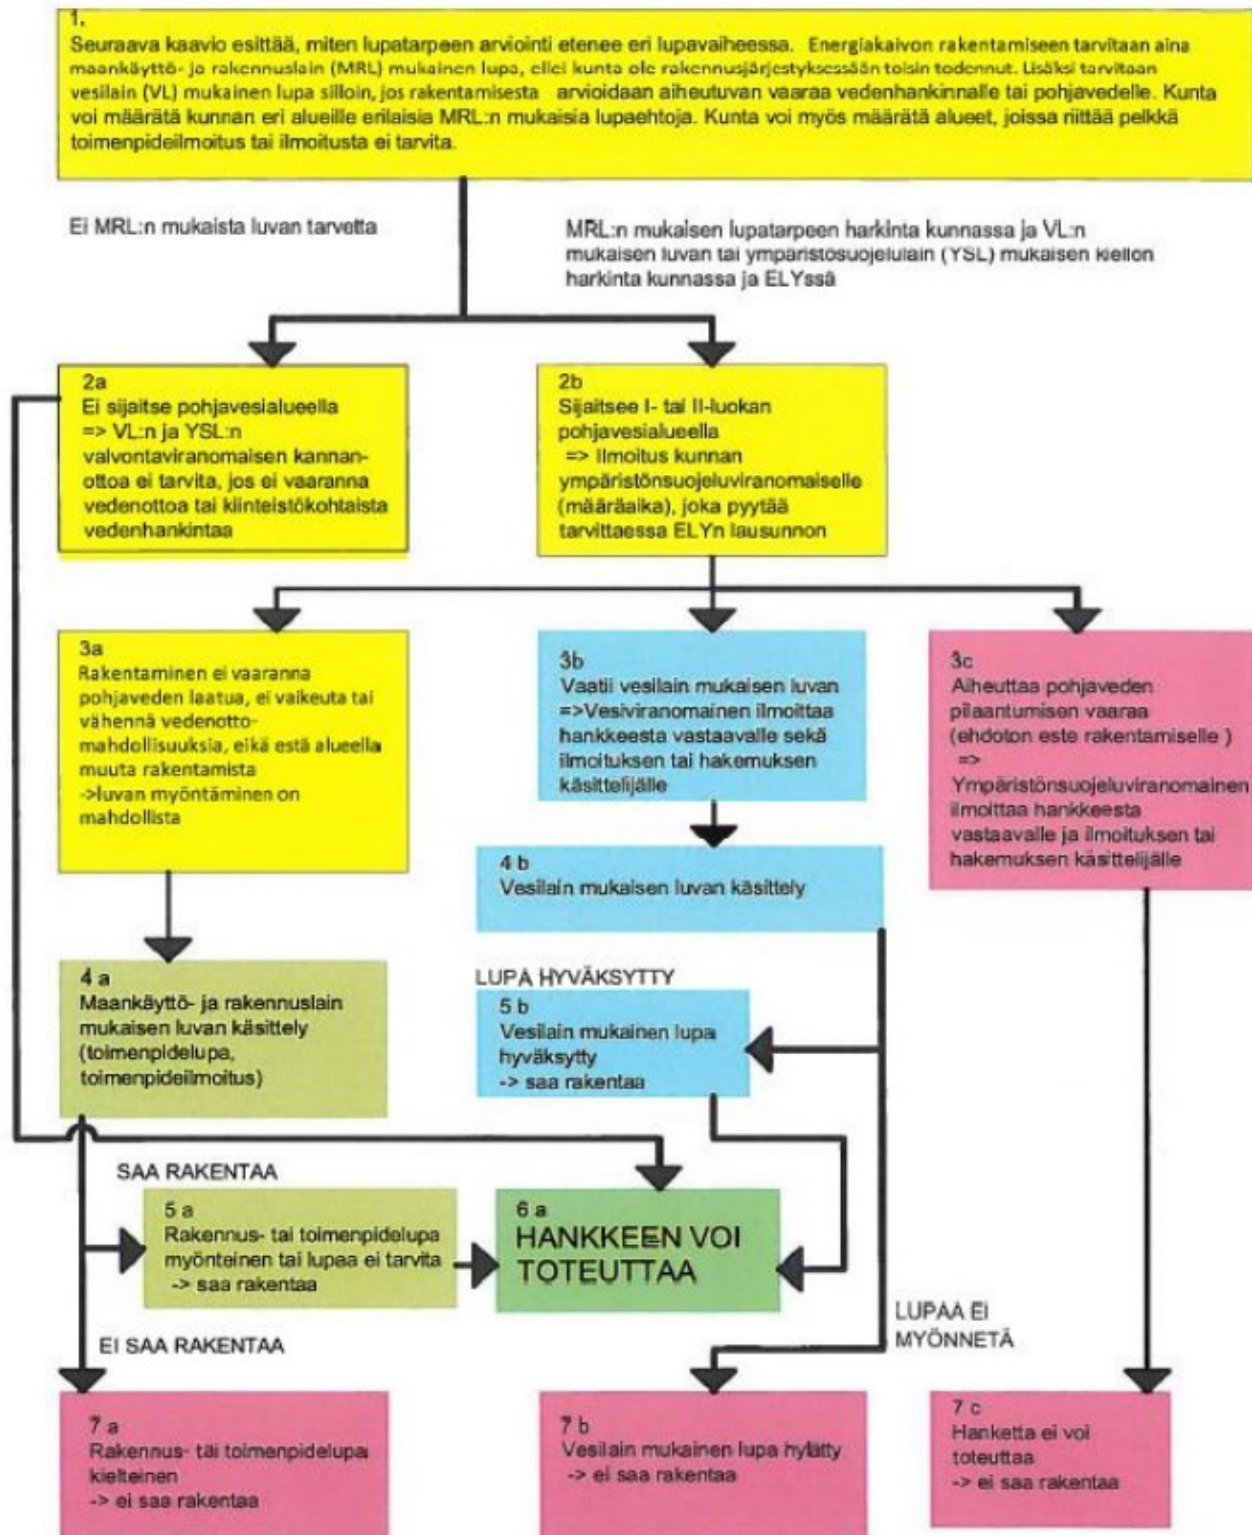 1.
Seuraava kaavio esittää, miten lupatarpeen arviointi etenee eri lupavaiheessa. Energiakaivon rakentamiseen tarvitaan aina
maankäyttö- ja rakennuslain (MRL) mukainen lupa, ellei kunta ole rakennusjärjestyksessään toisin todennut. Lisäksi tarvitaan
vesilain (VL) mukainen lupa silloin, jos rakentamisesta arvioidaan aiheutuvan vaaraa vedenhankinnalle tai pohjavedelle. Kunta
voi määrätä kunnan eri alueille erilaisia MRL:n mukaisia lupaehtoja. Kunta voi myös määrätä alueet, joissa riittää pelkkä
toimenpideilmoitus tai ilmoitusta ei tarvita.
Ei MRL:n mukaista luvan tarvetta
MRL:n mukaisen lupatarpeen harkinta kunnassa ja VL:n
mukaisen luvan tai ympäristösuojelulain (YSL) mukaisen kiellon
harkinta kunnassa ja ELYssä
2a
Ei sijaitse pohjavesialueella
=> VL:n ja YSL:n
valvontaviranomaisen kannan-
ottoa ei tarvita, jos ei vaaranna
vedenottoa tai kiinteistökohtaista
vedenhankintaa
2b
Sijaitsee I- tai II-luokan
pohjavesialueella
=> Ilmoitus kunnan
ympäristönsuojeluviranomaiselle
(määräaika), joka pyytää
tarvittaessa ELYn lausunnon
3a
Rakentaminen ei vaaranna
pohjaveden laatua, ei vaikeuta tai
vähennä vedenotto-
mahdollisuuksia, eikä estä alueella
muuta rakentamista
->luvan myöntäminen on
mahdollista
3b
Vaatii vesilain mukaisen luvan
=>Vesiviranomainen ilmoittaa
hankkeesta vastaavalle sekä
ilmoituksen tai hakemuksen
käsittelijälle
3c
Aiheuttaa pohjaveden
pilaantumisen vaaraa
(ehdoton este rakentamiselle )
=>
Ympäristönsuojeluviranomainen
ilmoittaa hankkeesta
vastaavalle ja ilmoituksen tai
hakemuksen käsittelijälle
4 b
Vesilain mukaisen luvan käsittely
4 a
Maankäyttö- ja rakennuslain
mukaisen luvan käsittely
(toimenpidelupa,
toimenpideilmoitus)
LUPA HYVÄKSYTTY
5 b
Vesilain mukainen lupa
hyväksytty
-> saa rakentaa
SAA RAKENTAA
5 a
Rakennus- tai toimenpidelupa
myönteinen tai lupaa ei tarvita
-> saa rakentaa
6 a
HANKKEEN VOI
TOTEUTTAA
LUPAA EI
MYÖNNETÄ
EI SAA RAKENTAA
7 a
Rakennus- täi toimenpidelupa
kielteinen
-> ei saa rakentaa
7 b
Vesilain mukainen lupa hylätty
-> ei saa rakentaa
7 c
Hanketta ei voi
toteuttaa
-> ei saa rakentaa